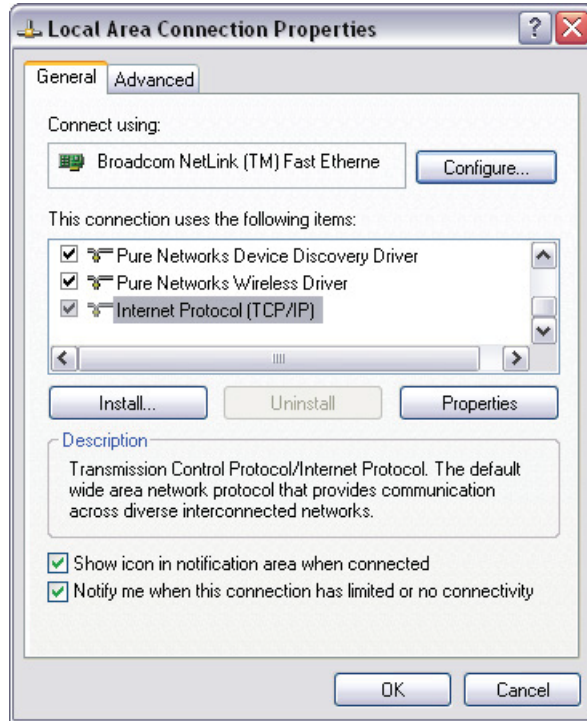 Local Area Connection Properties
General
Advanced
Connect using:
Broadcom NetLink (TM) Fast Etherne
Configure...
This connection uses the following items:
Pure Networks Device Discovery Driver
Pure Networks Wireless Driver
Internet Protocol (TCP/IP)
Install...
Uninstall
Properties
Description
Transmission Control Protocol/Internet Protocol. The default
wide area network protocol that provides communication
across diverse interconnected networks.
Show icon in notification area when connected
Notify me when this connection has limited or no connectivity
OK
Cancel